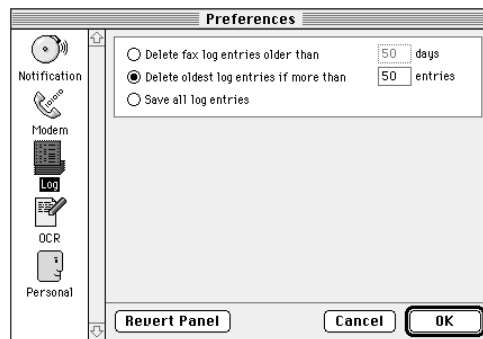 Preferences
Notification
Modem
Log
OCR
Personal
Delete fax log entries older than 50 days
Delete oldest log entries if more than 50 entries
Save all log entries
Revert Panel
Cancel
OK